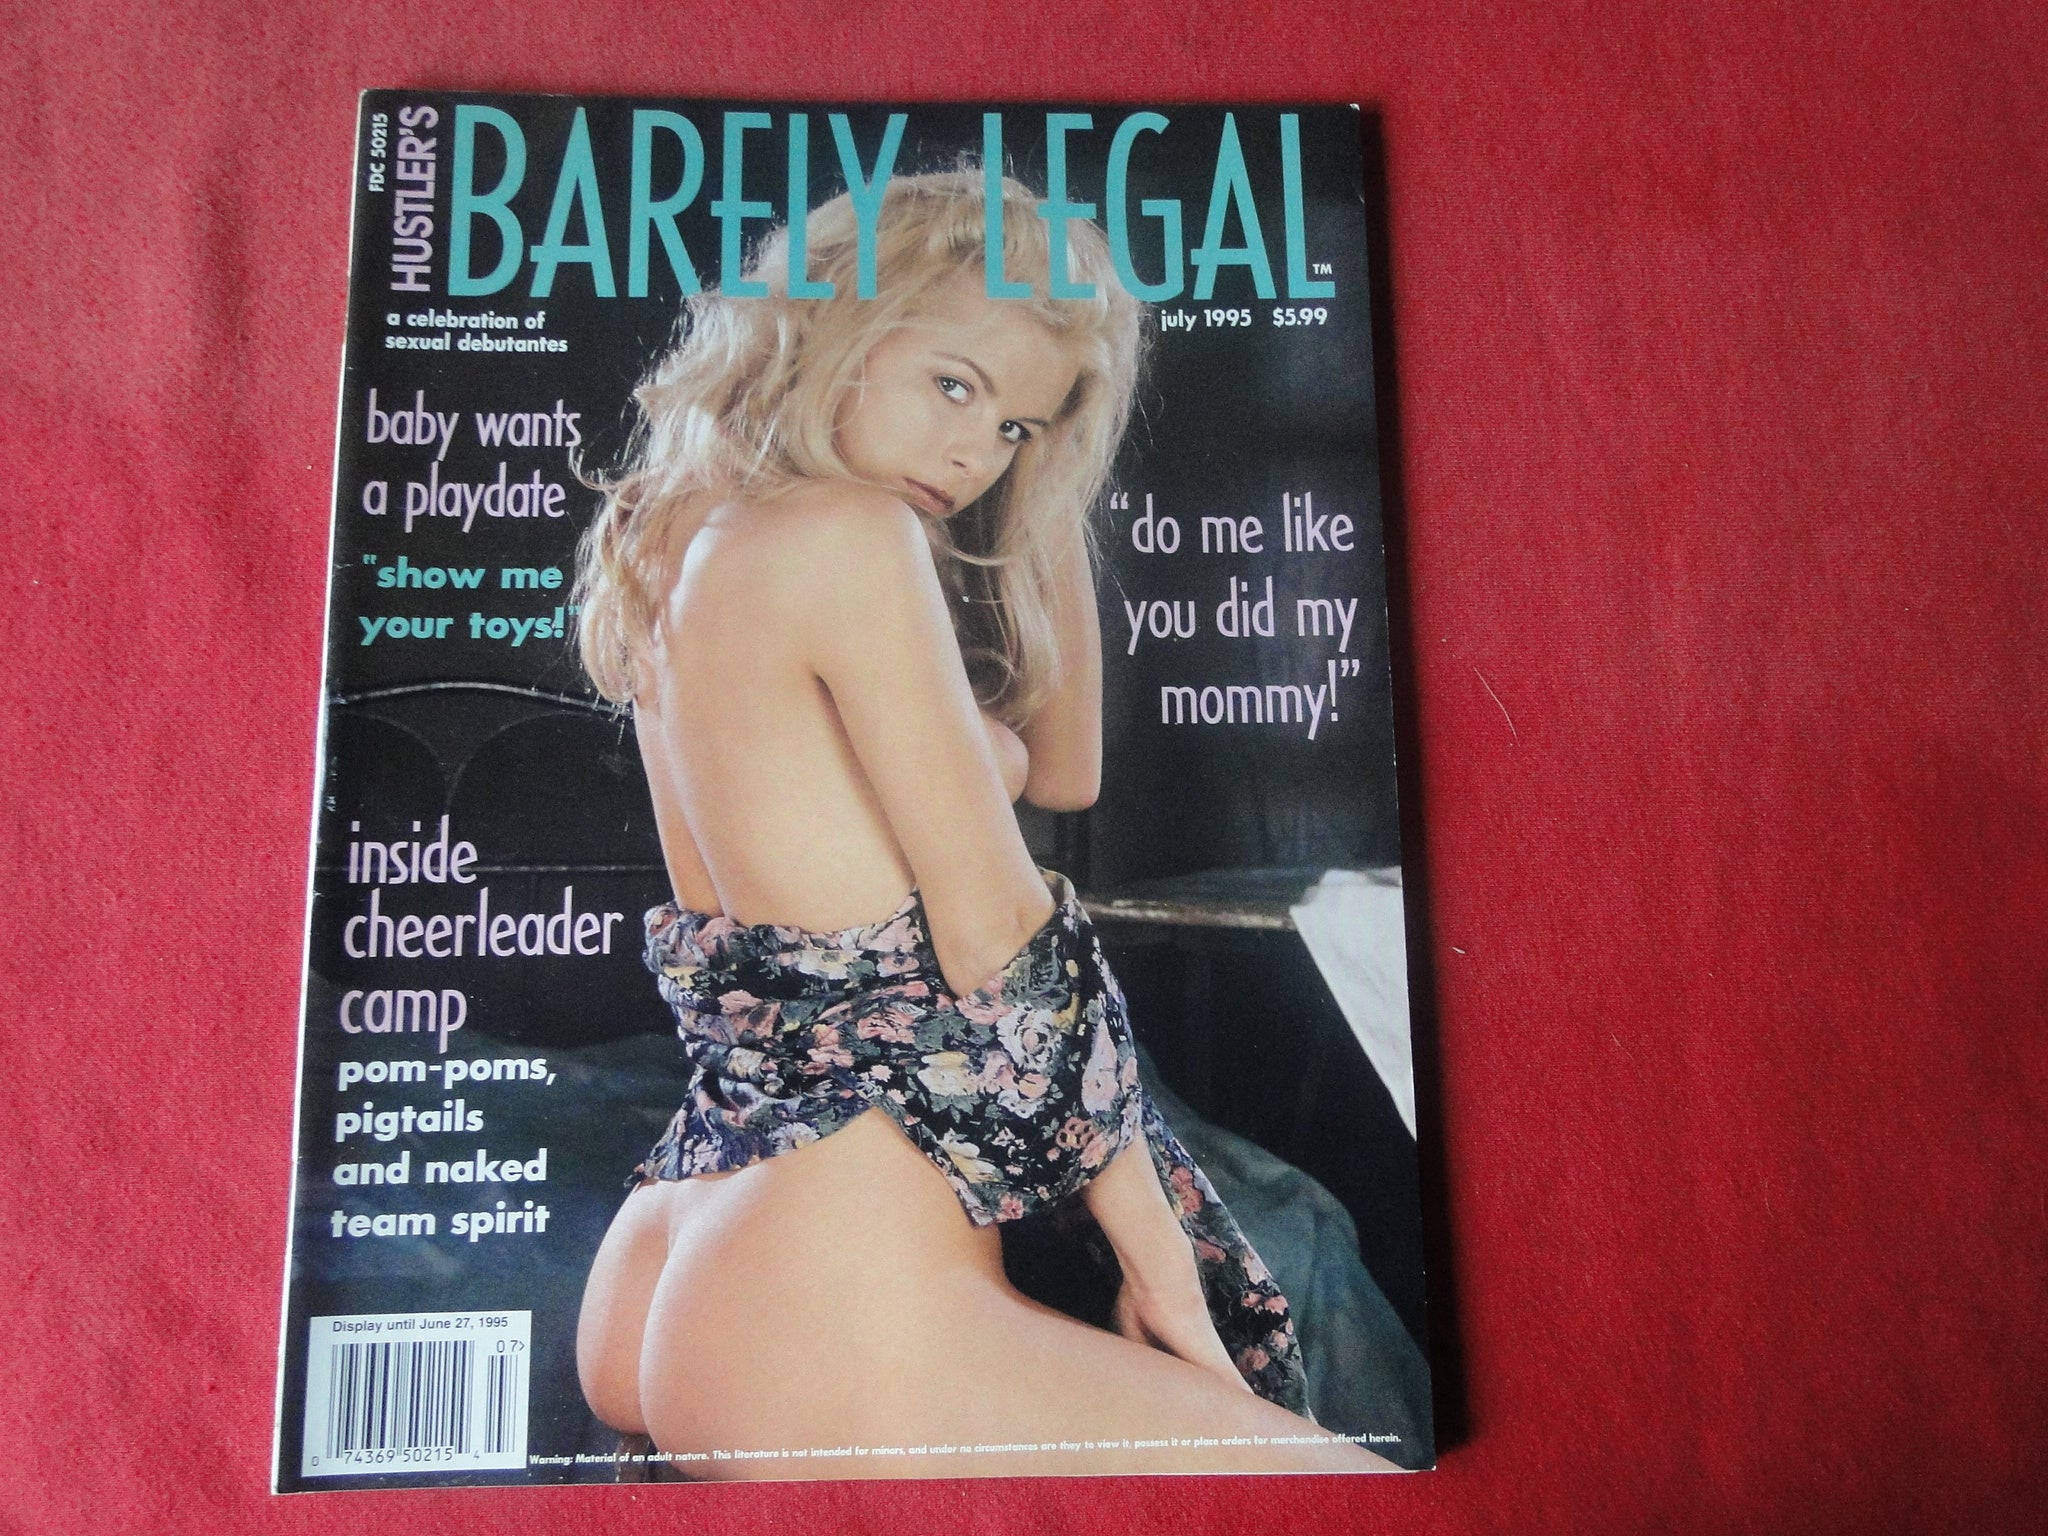 FDC 50215
HUSTLER'S
BARELY LEGAL™
july 1995 $5.99
a celebration of
sexual debutantes
baby wants
a playdate
"show me
your toys!"
"do me like
you did my
mommy!"
inside
cheerleader
camp
pom-poms,
pigtails
and naked
team spirit
Display until June 27, 1995
07>
0 74369 50215 4
Warning: Material of an adult nature. This literature is not intended for minors, and under no circumstances are they to view it, possess it or place orders for merchandise offered herein.